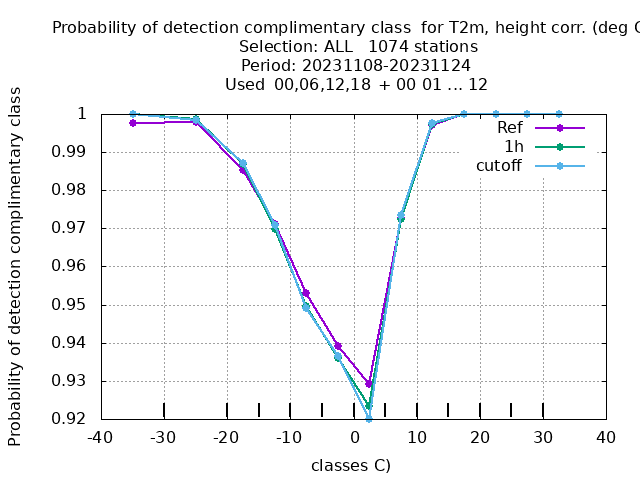 Probability of detection complimentary class  for T2m, height corr. (deg
Selection: ALL   1074 stations
Period: 20231108-20231124
Used  00,06,12,18  + 00 01 ... 12
Probability of detection complimentary class
1
0.99
0.98
0.97
0.96
0.95
0.94
0.93
0.92
Ref
1h
cutoff
-40 -30 -20 -10 0 10 20 30 40
classes C)